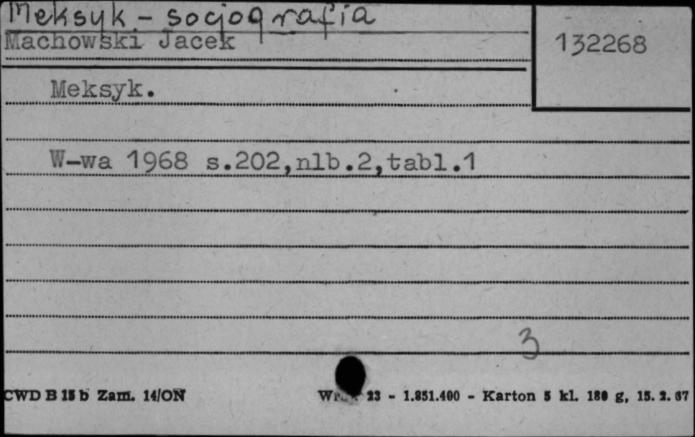 Meksyk - socjografia
Machowski Jacek
132268
Meksyk.
W-wa 1968 s.202,nlb.2,tabl.1
3
CWD B 15 b Zam. 14/ON
23 - 1.851.400 - Karton 5 kl. 180 g, 15. 2. 67